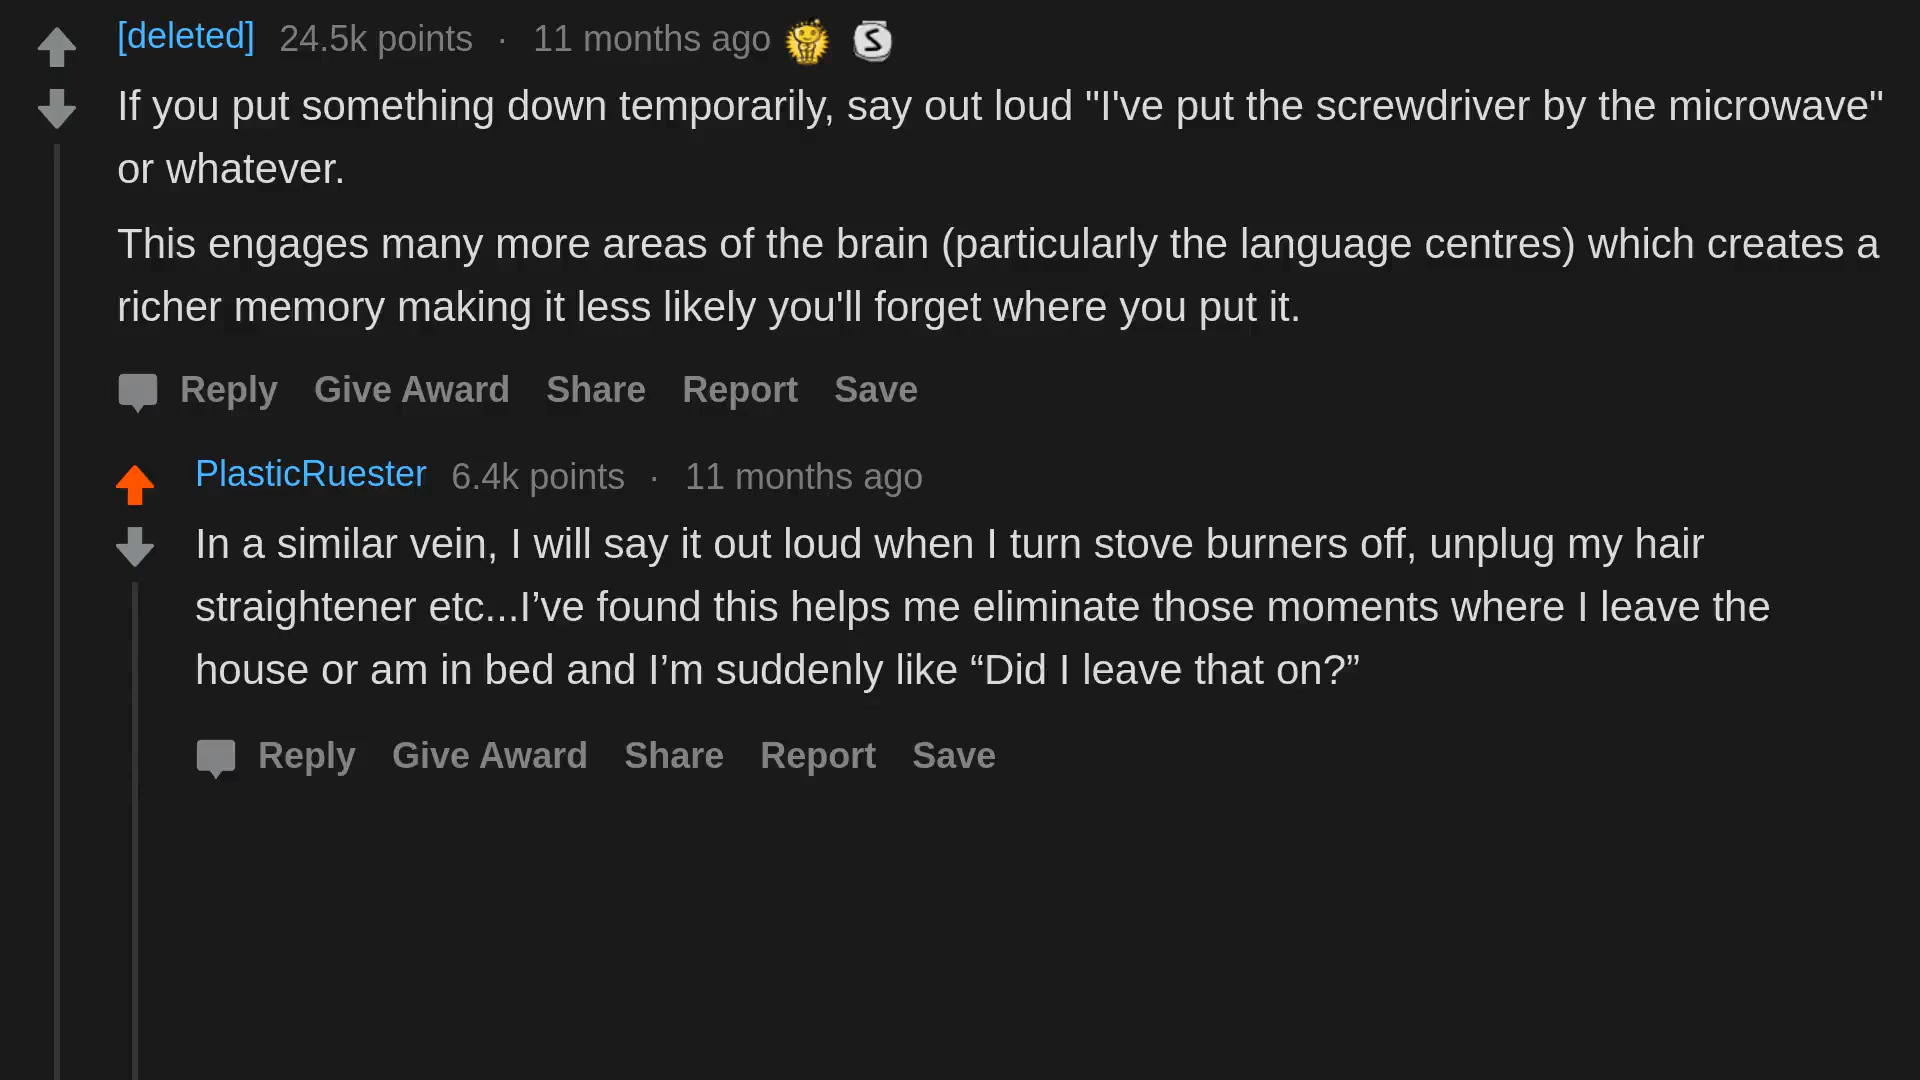 [deleted] 24.5k points · 11 months ago S
If you put something down temporarily, say out loud "I've put the screwdriver by the microwave"
or whatever.
This engages many more areas of the brain (particularly the language centres) which creates a
richer memory making it less likely you'll forget where you put it.
Reply Give Award Share Report Save
PlasticRuester 6.4k points · 11 months ago
In a similar vein, I will say it out loud when I turn stove burners off, unplug my hair
straightener etc...I’ve found this helps me eliminate those moments where I leave the
house or am in bed and I’m suddenly like “Did I leave that on?”
Reply Give Award Share Report Save